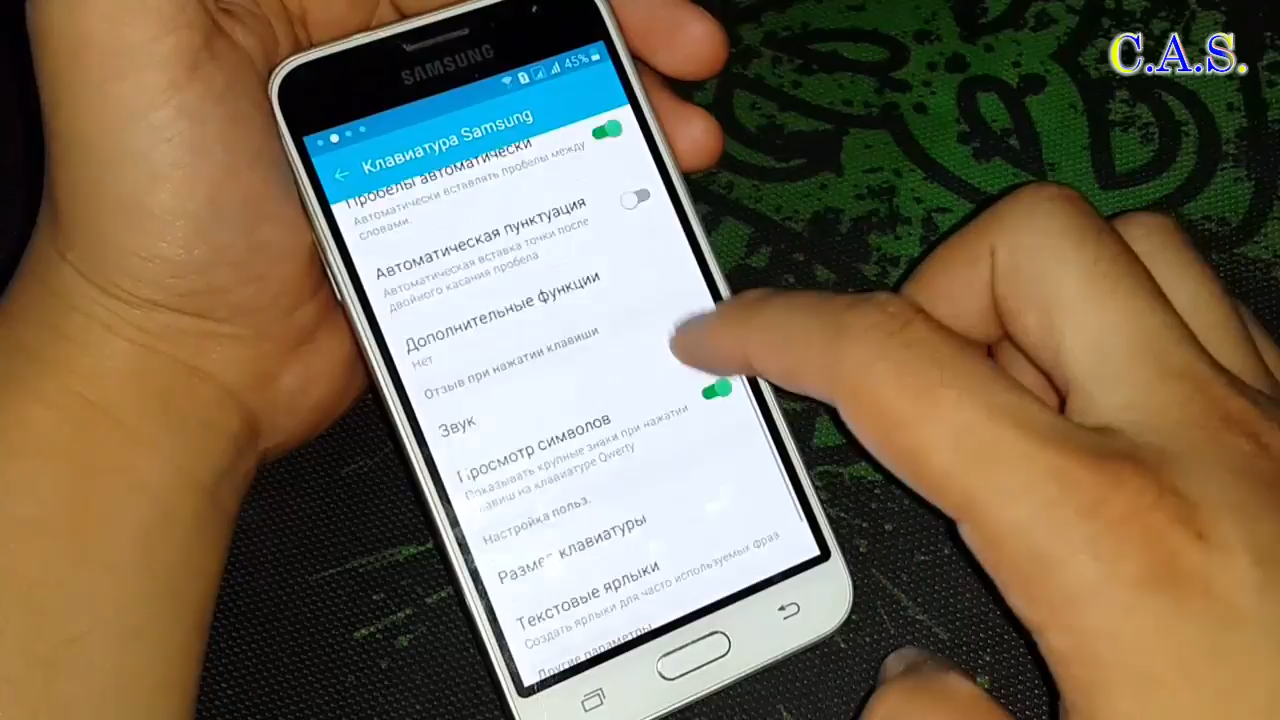 C.A.S.
SAMSUNG
45%
Клавиатура Samsung
Пробелы автоматически
Автоматически вставлять пробелы между
словами.
Автоматическая пунктуация
Автоматическая вставка точки после
двойного касания пробела
Дополнительные функции
Нет
Отзыв при нажатии клавиши
Звук
Просмотр символов
Показывать крупные знаки при нажатии
клавиш на клавиатуре Qwerty
Настройка польз.
Размер клавиатуры
Текстовые ярлыки
Создать ярлыки для часто используемых фраз
Другие параметры